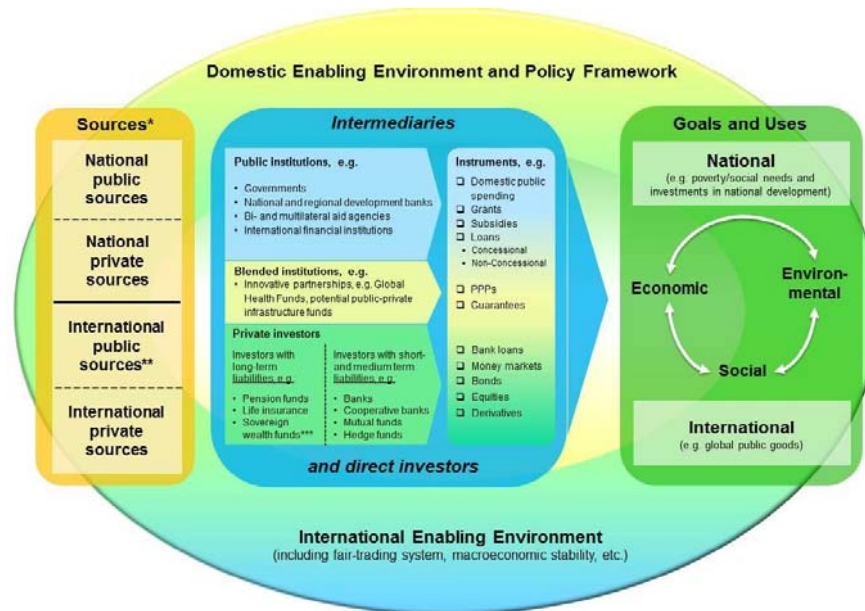 Domestic Enabling Environment and Policy Framework
Sources*
National
public
sources
National
private
sources
International
public
sources**
International
private
sources
Intermediaries
Public institutions, e.g.
• Governments
• National and regional development banks
• Bi- and multilateral aid agencies
• International financial institutions
Blended institutions, e.g.
• Innovative partnerships, e.g. Global
Health Funds, potential public-private
infrastructure funds
Private investors
Investors with
long-term
liabilities, e.g.
• Pension funds
• Life insurance
• Sovereign
wealth funds***
Investors with short-
and medium term
liabilities, e.g.
• Banks
• Cooperative banks
• Mutual funds
• Hedge funds
Instruments, e.g.
❑ Domestic public
spending
❑ Grants
❑ Subsidies
❑ Loans
• Concessional
• Non-Concessional
❑ PPPs
❑ Guarantees
❑ Bank loans
❑ Money markets
❑ Bonds
❑ Equities
❑ Derivatives
and direct investors
Goals and Uses
National
(e.g. poverty/social needs and
investments in national development)
Economic
Environ-
mental
Social
International
(e.g. global public goods)
International Enabling Environment
(including fair-trading system, macroeconomic stability, etc.)